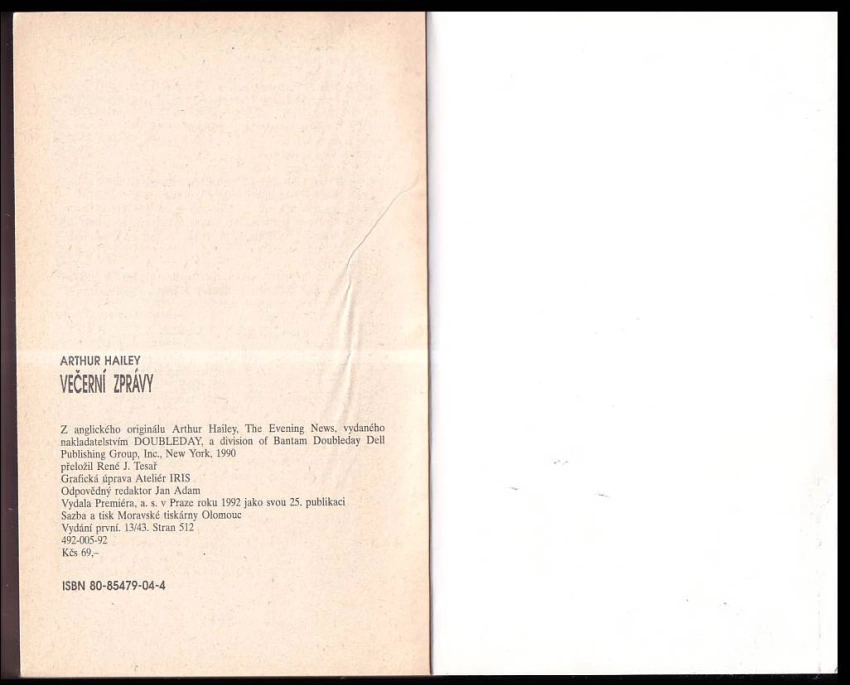 ARTHUR HAILEY
VEČERNÍ ZPRÁVY
Z anglického originálu Arthur Hailey, The Evening News, vydaného
nakladatelstvím DOUBLEDAY, a division of Bantam Doubleday Dell
Publishing Group, Inc., New York, 1990
přeložil René J. Tesař
Grafická úprava Ateliér IRIS
Odpovědný redaktor Jan Adam
Vydala Premiéra, a. s. v Praze roku 1992 jako svou 25. publikaci
Sazba a tisk Moravské tiskárny Olomouc
Vydání první. 13/43. Stran 512
492-005-92
Kčs 69,–
ISBN 80-85479-04-4